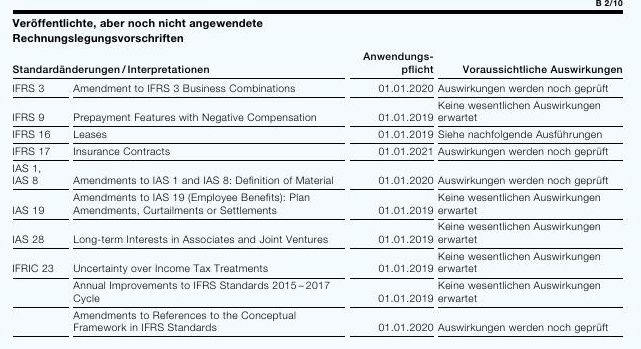 B 2/10
Veröffentlichte, aber noch nicht angewendete
Rechnungslegungsvorschriften
Anwendungs-
Standardänderungen / Interpretationen pflicht Voraussichtliche Auswirkungen
IFRS 3 Amendment to IFRS 3 Business Combinations 01.01.2020 Auswirkungen werden noch geprüft
Keine wesentlichen Auswirkungen
IFRS 9 Prepayment Features with Negative Compensation 01.01.2019 erwartet
IFRS 16 Leases 01.01.2019 Siehe nachfolgende Ausführungen
IFRS 17 Insurance Contracts 01.01.2021 Auswirkungen werden noch geprüft
IAS 1,
IAS 8 Amendments to IAS 1 and IAS 8: Definition of Material 01.01.2020 Auswirkungen werden noch geprüft
Amendments to IAS 19 (Employee Benefits): Plan Keine wesentlichen Auswirkungen
IAS 19 Amendments, Curtailments or Settlements 01.01.2019 erwartet
Keine wesentlichen Auswirkungen
IAS 28 Long-term Interests in Associates and Joint Ventures 01.01.2019 erwartet
Keine wesentlichen Auswirkungen
IFRIC 23 Uncertainty over Income Tax Treatments 01.01.2019 erwartet
Annual Improvements to IFRS Standards 2015 – 2017 Keine wesentlichen Auswirkungen
Cycle 01.01.2019 erwartet
Amendments to References to the Conceptual
Framework in IFRS Standards 01.01.2020 Auswirkungen werden noch geprüft